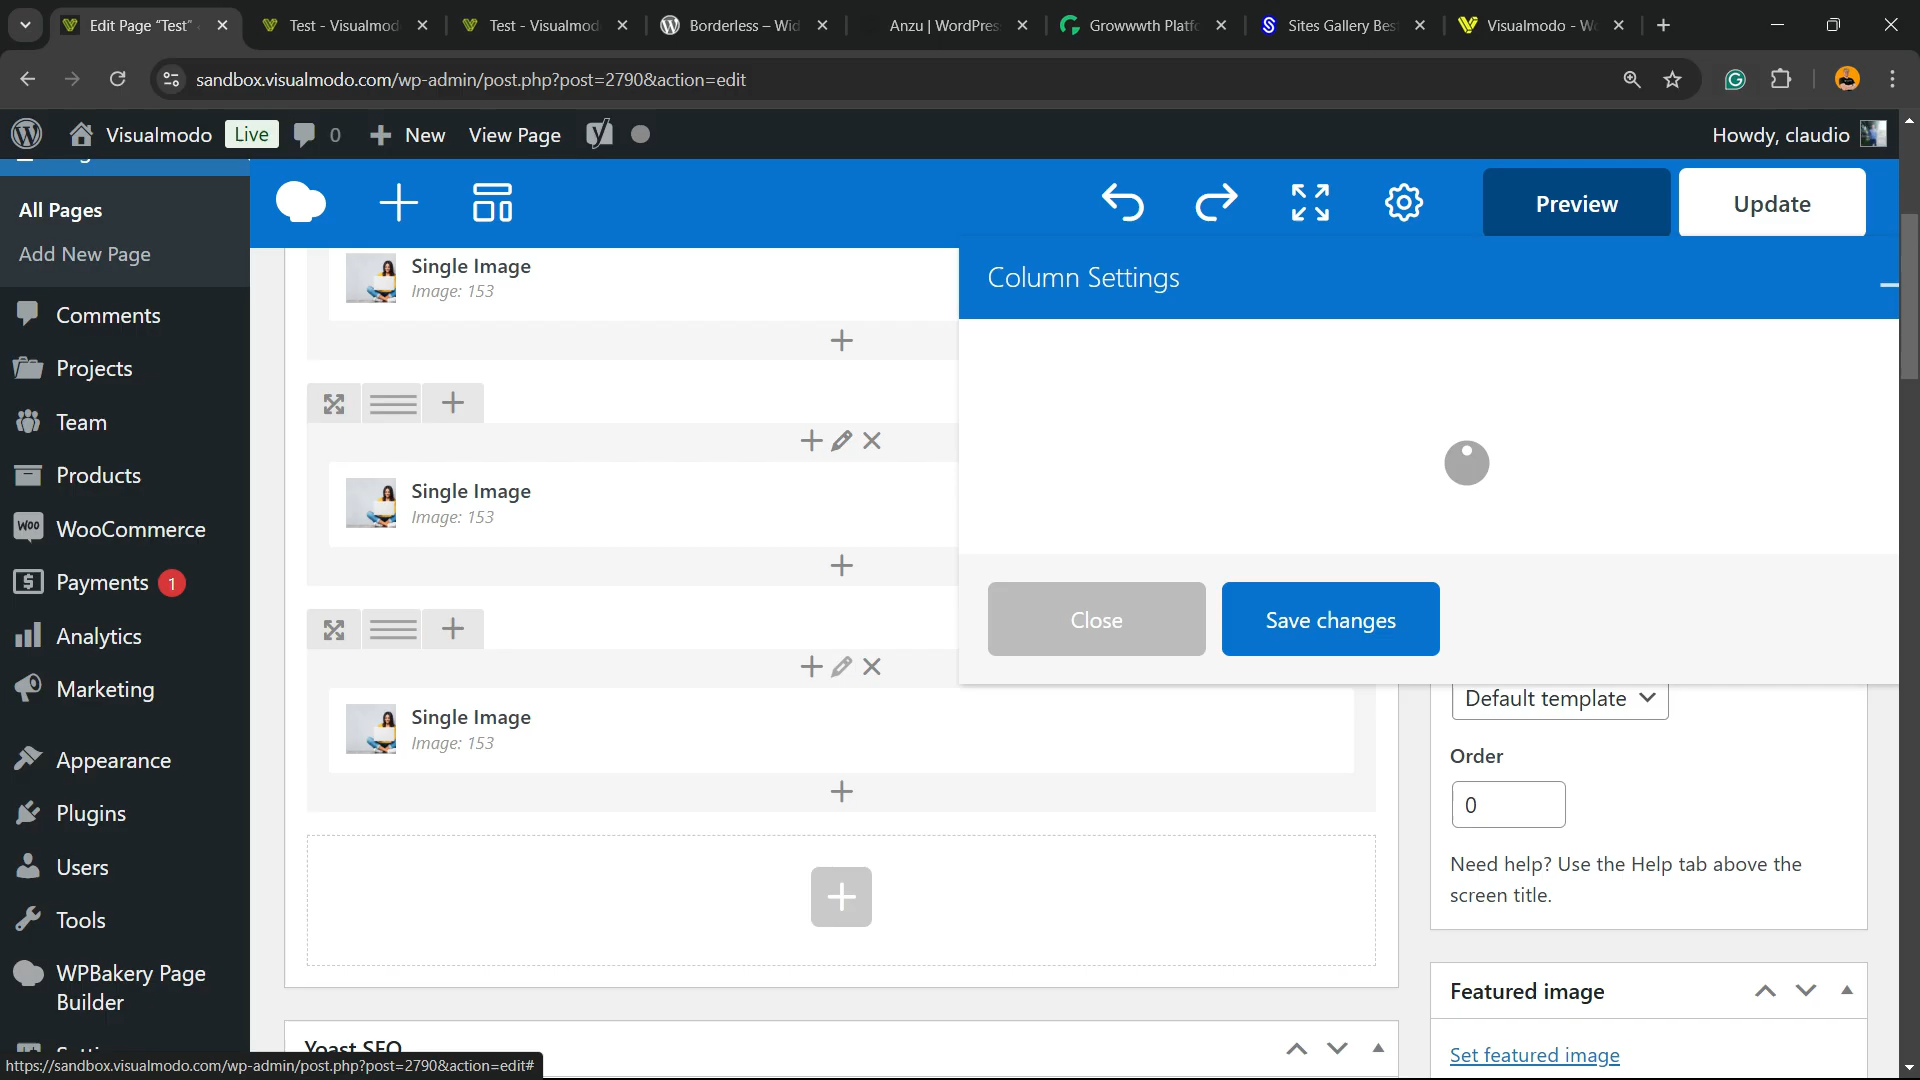 Edit Page “Test”
Test - Visualmod
Test - Visualmod
Borderless – Wid
Anzu | WordPres
Growwwth Platfo
Sites Gallery Bes
Visualmodo - W
sandbox.visualmodo.com/wp-admin/post.php?post=2790&action=edit
Visualmodo
Live
0
New
View Page
Howdy, claudio
All Pages
Add New Page
Comments
Projects
Team
Products
WooCommerce
Payments 1
Analytics
Marketing
Appearance
Plugins
Users
Tools
WPBakery Page
Builder
Preview
Update
Single Image
Image: 153
Single Image
Image: 153
Single Image
Image: 153
Column Settings
Close
Save changes
Default template
Order
0
Need help? Use the Help tab above the
screen title.
Featured image
Set featured image
Yoast SEO
https://sandbox.visualmodo.com/wp-admin/post.php?post=2790&action=edit#